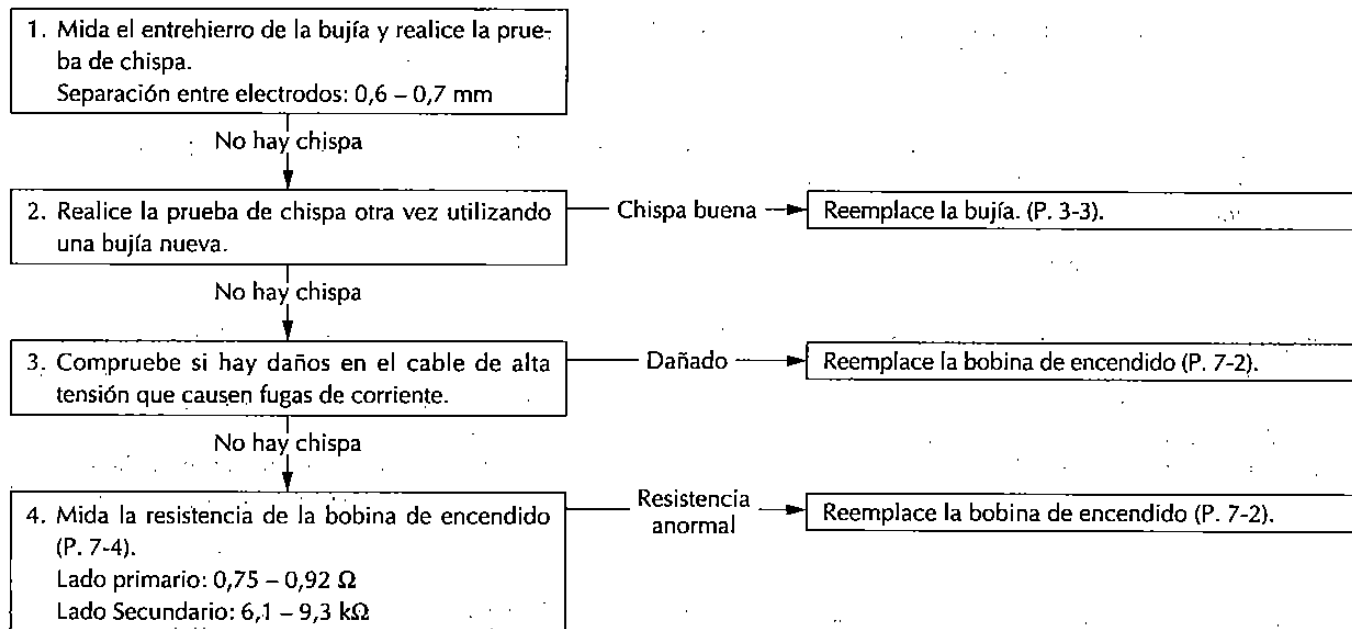 1. Mida el entrehierro de la bujía y realice la prue-
ba de chispa.
Separación entre electrodos: 0,6 – 0,7 mm
No hay chispa
2. Realice la prueba de chispa otra vez utilizando
una bujía nueva.
Chispa buena
Reemplace la bujía. (P. 3-3).
No hay chispa
3. Compruebe si hay daños en el cable de alta
tensión que causen fugas de corriente.
Dañado
Reemplace la bobina de encendido (P. 7-2).
No hay chispa
4. Mida la resistencia de la bobina de encendido
(P. 7-4).
Lado primario: 0,75 – 0,92 Ω
Lado Secundario: 6,1 – 9,3 kΩ
Resistencia
anormal
Reemplace la bobina de encendido (P. 7-2).